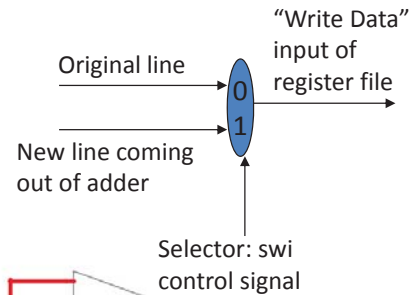 “Write Data”
input of
register file
Original line
0
1
New line coming
out of adder
Selector: swi
control signal